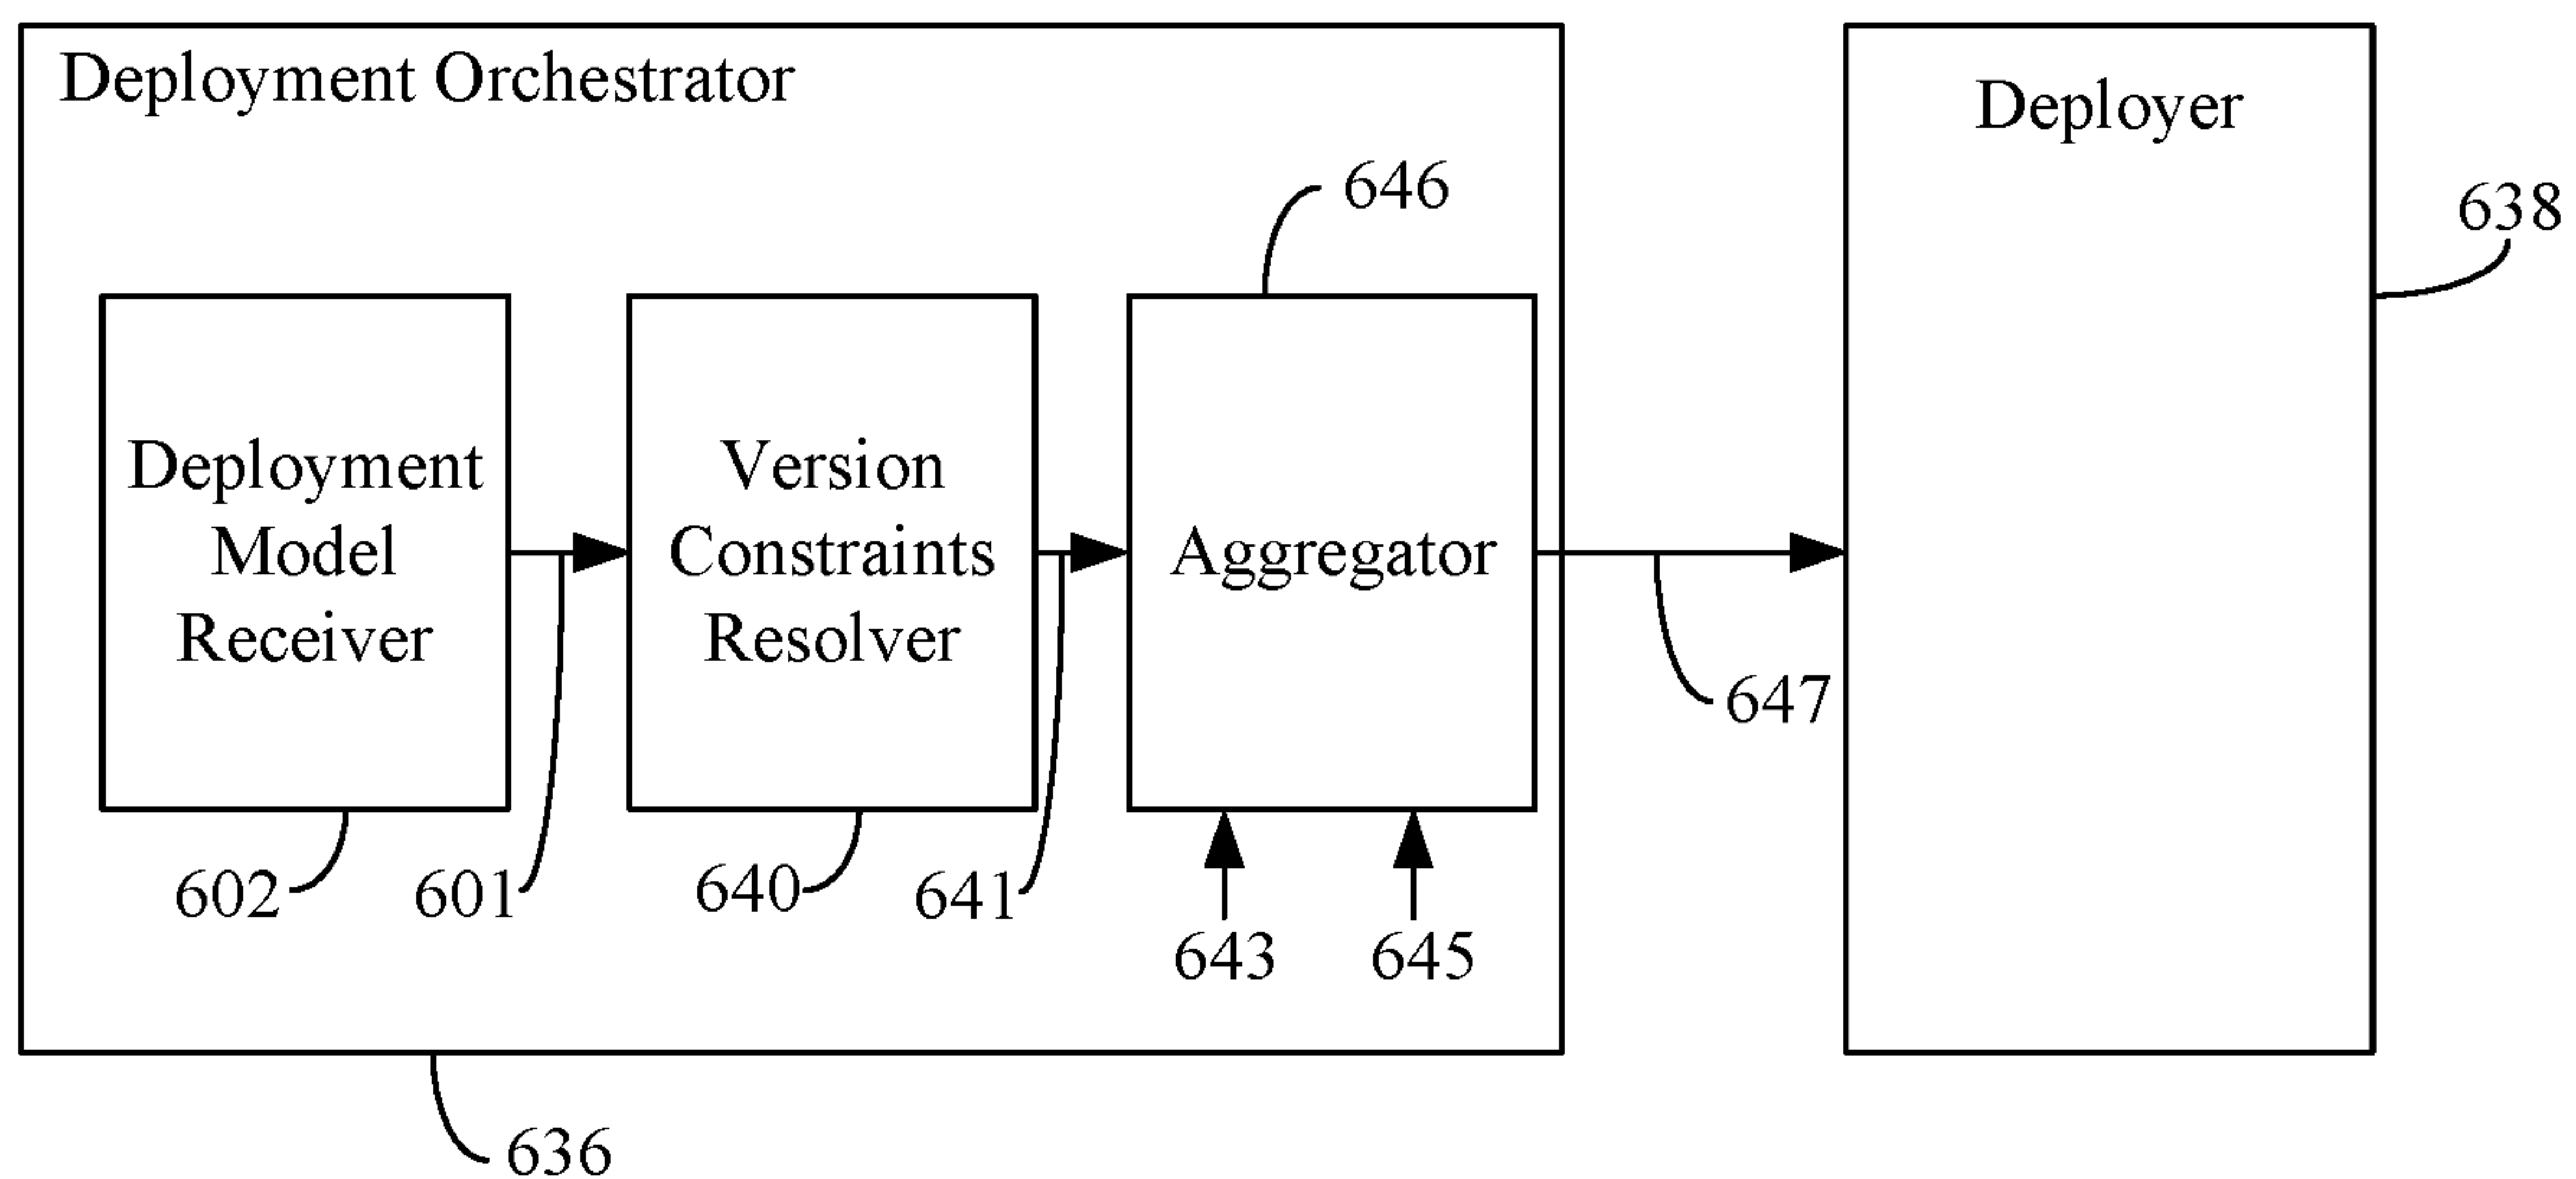 Deployment Orchestrator
Deployer
646
638
Deployment
Model
Receiver
Version
Constraints
Resolver
Aggregator
647
602
601
640
641
643
645
636